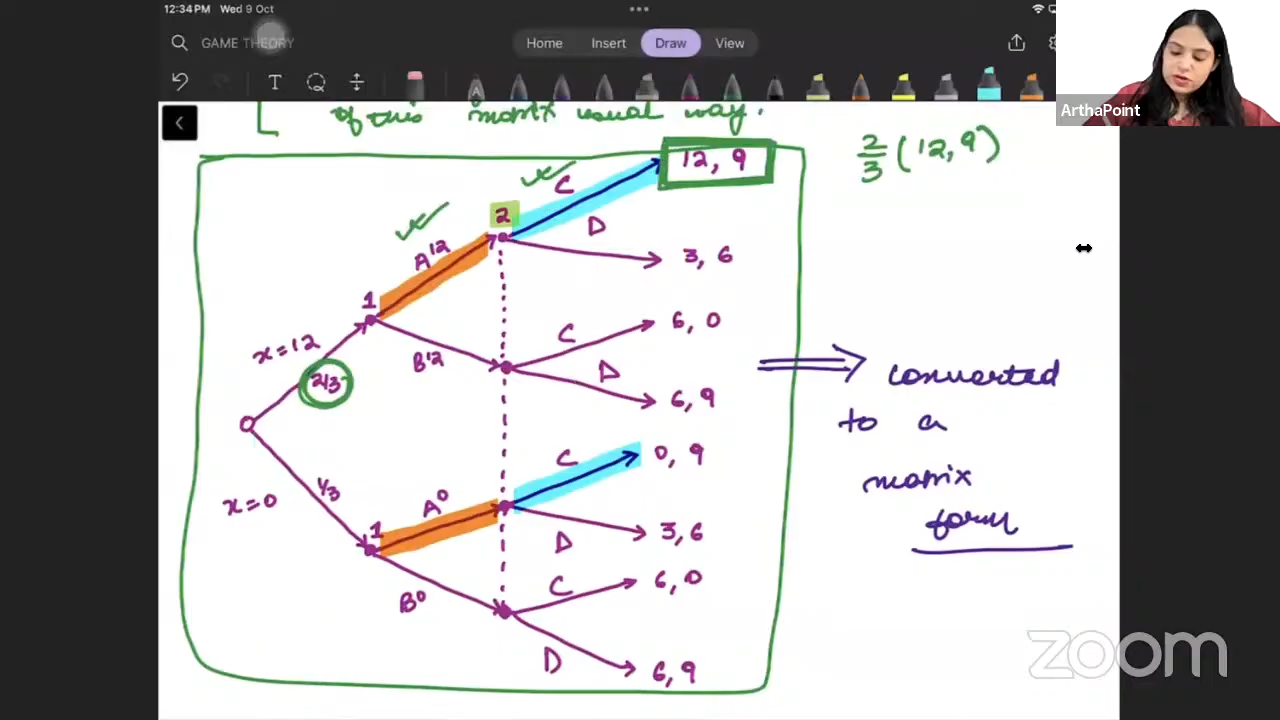 12:34 PM Wed 9 Oct
GAME THEORY
Home Insert Draw View
ArthaPoint
of this matrix usual way.
12, 9
2/3 (12, 9)
C
2
D
A¹²
3, 6
1
x=12
C
6, 0
B¹²
D
2/3
6, 9
converted
to a
C
0, 9
matrix
x=0
1/3
A⁰
form
1
D
3, 6
C
6, 0
B⁰
D
6, 9
zoom